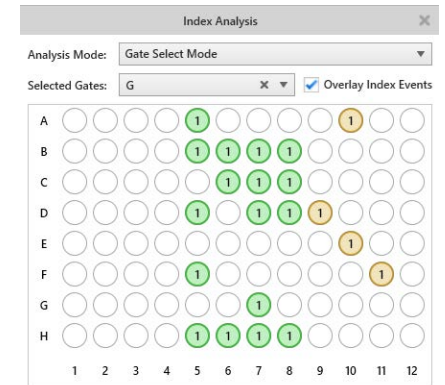 Index Analysis
Analysis Mode: Gate Select Mode
Selected Gates: G Overlay Index Events
A 1 1
B 1 1 1 1
C 1 1 1
D 1 1 1 1
E 1
F 1 1
G 1
H 1 1 1 1
1 2 3 4 5 6 7 8 9 10 11 12